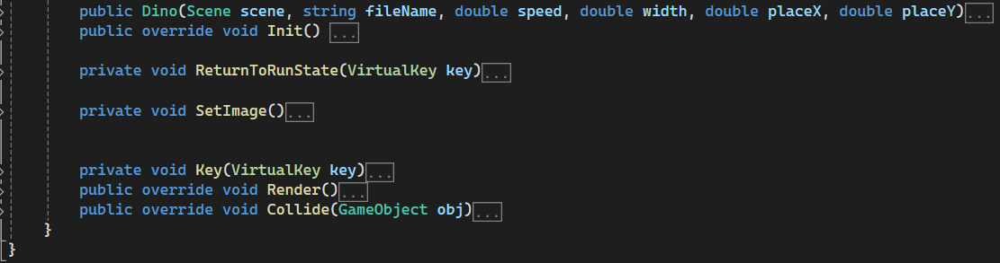 public Dino(Scene scene, string fileName, double speed, double width, double placeX, double placeY)...
public override void Init() ...
private void ReturnToRunState(VirtualKey key)...
private void SetImage()...
private void Key(VirtualKey key)...
public override void Render()...
public override void Collide(GameObject obj)...
}
}